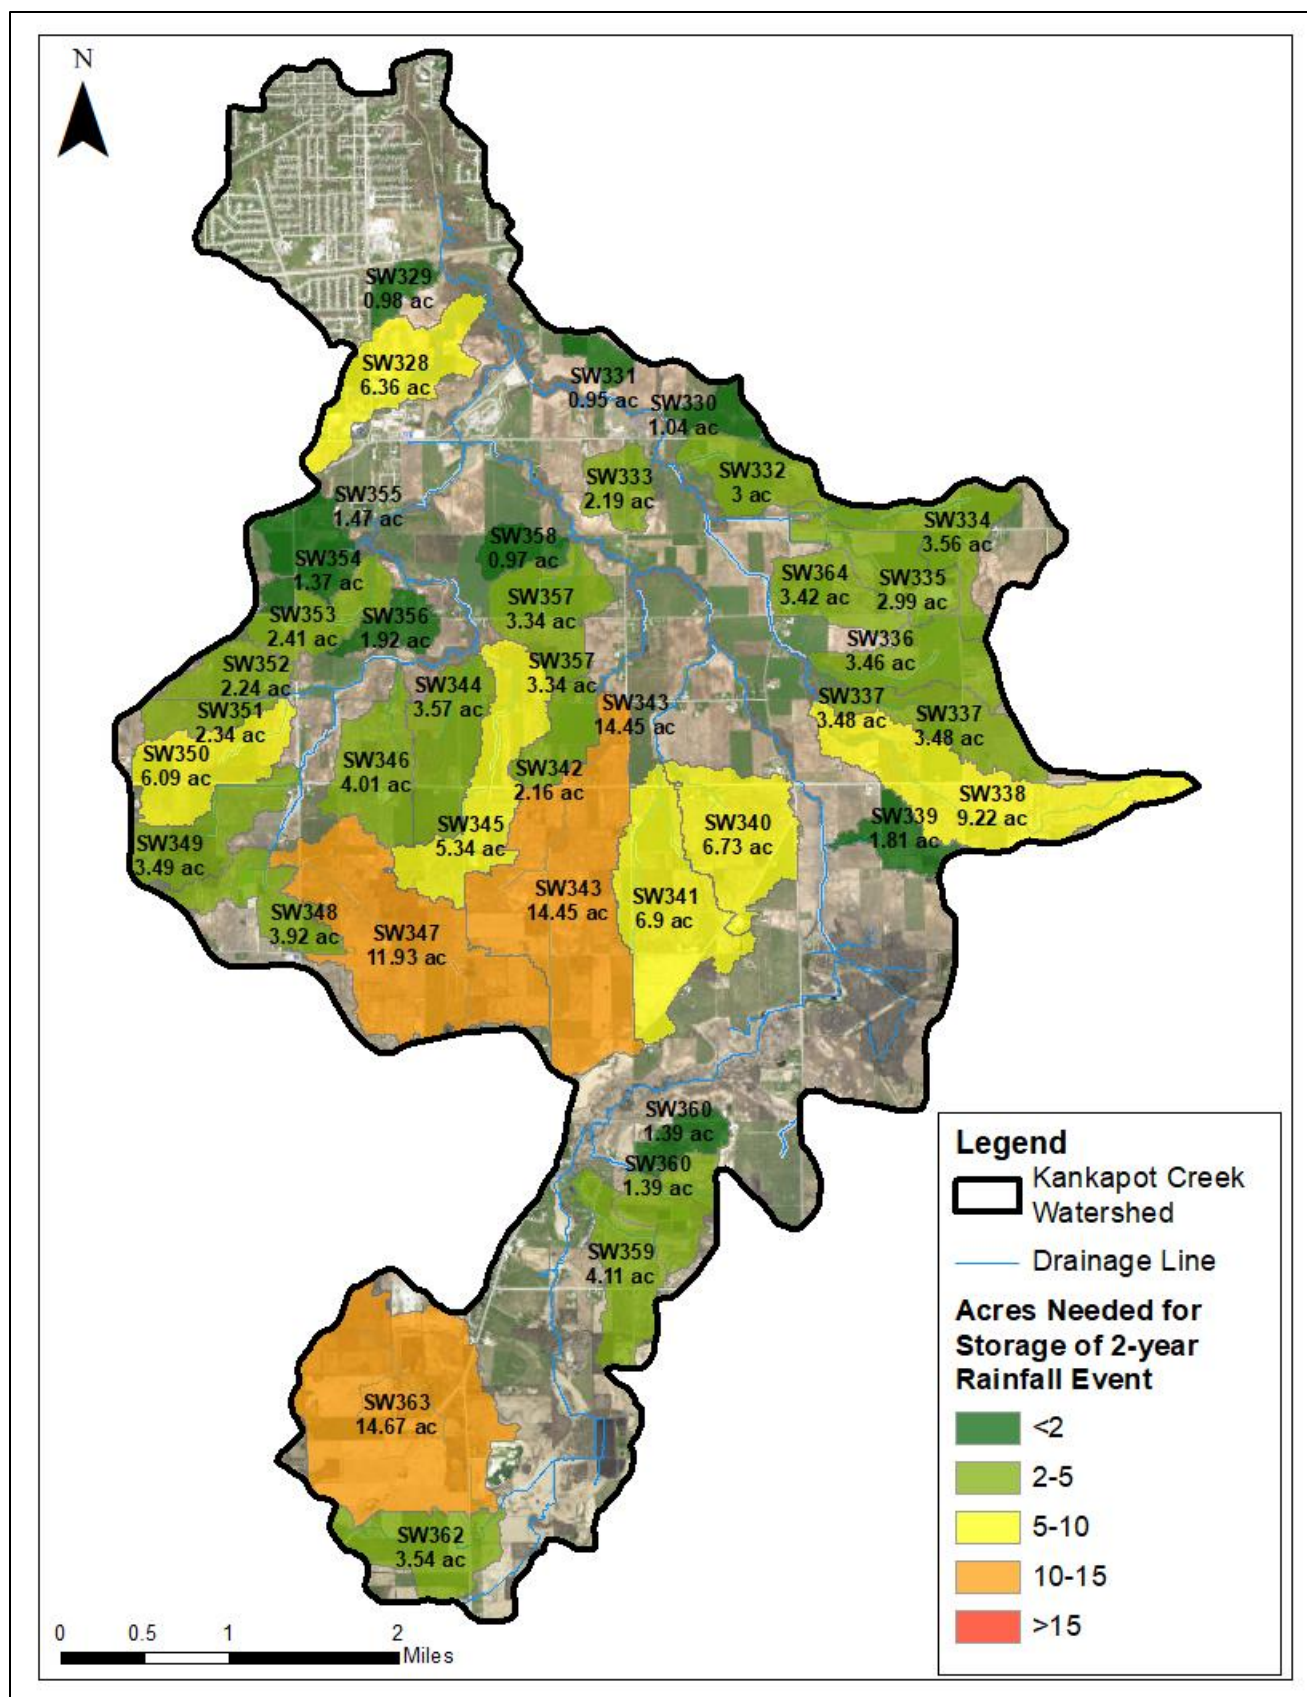 N
SW329
0.98 ac
SW328
6.36 ac
SW331
0.95 ac
SW330
1.04 ac
SW333
2.19 ac
SW332
3 ac
SW355
1.47 ac
SW334
3.56 ac
SW358
0.97 ac
SW354
1.37 ac
SW364
3.42 ac
SW335
2.99 ac
SW357
3.34 ac
SW353
2.41 ac
SW356
1.92 ac
SW336
3.46 ac
SW352
2.24 ac
SW357
3.34 ac
SW344
3.57 ac
SW343
14.45 ac
SW337
3.48 ac
SW337
3.48 ac
SW351
2.34 ac
SW350
6.09 ac
SW346
4.01 ac
SW342
2.16 ac
SW338
9.22 ac
SW339
1.81 ac
SW345
5.34 ac
SW340
6.73 ac
SW349
3.49 ac
SW343
14.45 ac
SW341
6.9 ac
SW348
3.92 ac
SW347
11.93 ac
SW360
1.39 ac
SW360
1.39 ac
SW359
4.11 ac
SW363
14.67 ac
SW362
3.54 ac
Legend
Kankapot Creek
Watershed
Drainage Line
Acres Needed for
Storage of 2-year
Rainfall Event
<2
2-5
5-10
10-15
>15
0 0.5 1 2
Miles